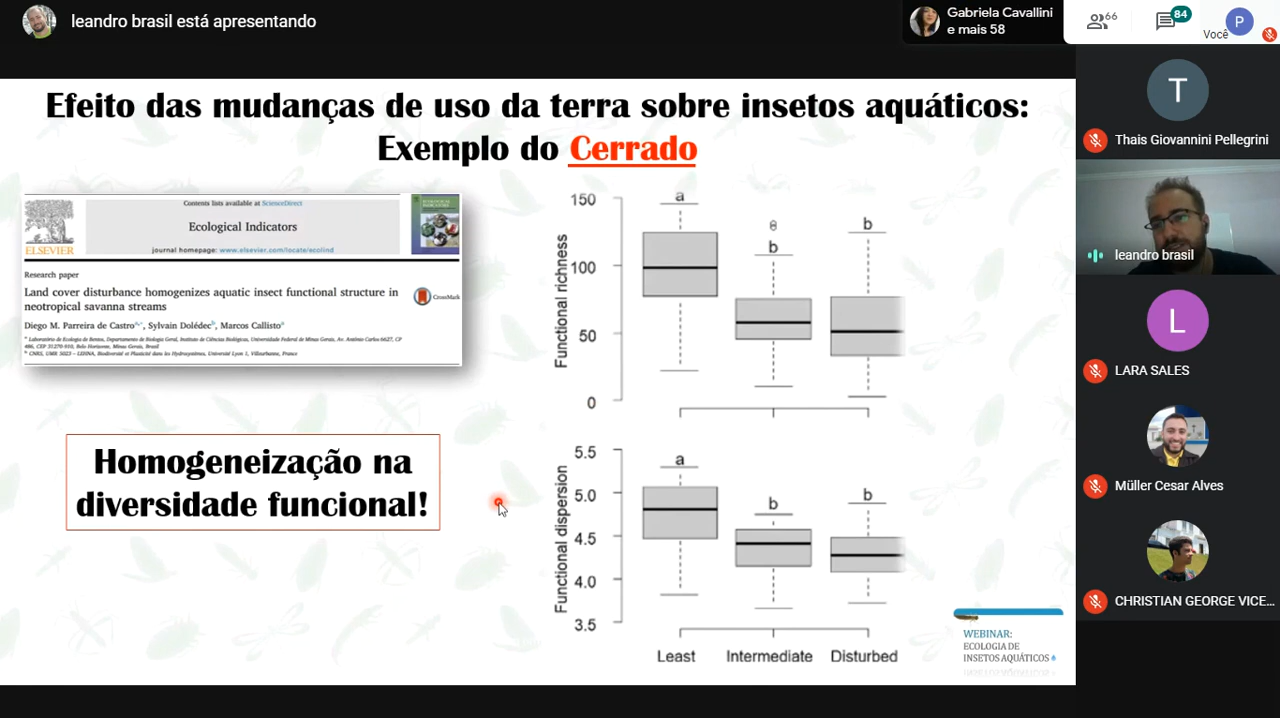 leandro brasil está apresentando
Gabriela Cavallini
e mais 58
66
84
Você
P
Efeito das mudanças de uso da terra sobre insetos aquáticos:
Exemplo do Cerrado
Contents lists available at ScienceDirect
Ecological Indicators
journal homepage: www.elsevier.com/locate/ecolind
ELSEVIER
Research paper
Land cover disturbance homogenizes aquatic insect functional structure in
neotropical savanna streams
CrossMark
Diego M. Parreira de Castro, Sylvain Dolédec, Marcos Callisto
Homogeneização na
diversidade funcional!
Functional richness
150
100
50
0
a
8
b
b
Functional dispersion
5.5
5.0
4.5
4.0
3.5
a
b
b
Least
Intermediate
Disturbed
WEBINAR:
ECOLOGIA DE
INSETOS AQUÁTICOS
T
Thais Giovannini Pellegrini
leandro brasil
L
LARA SALES
Müller Cesar Alves
CHRISTIAN GEORGE VICE...